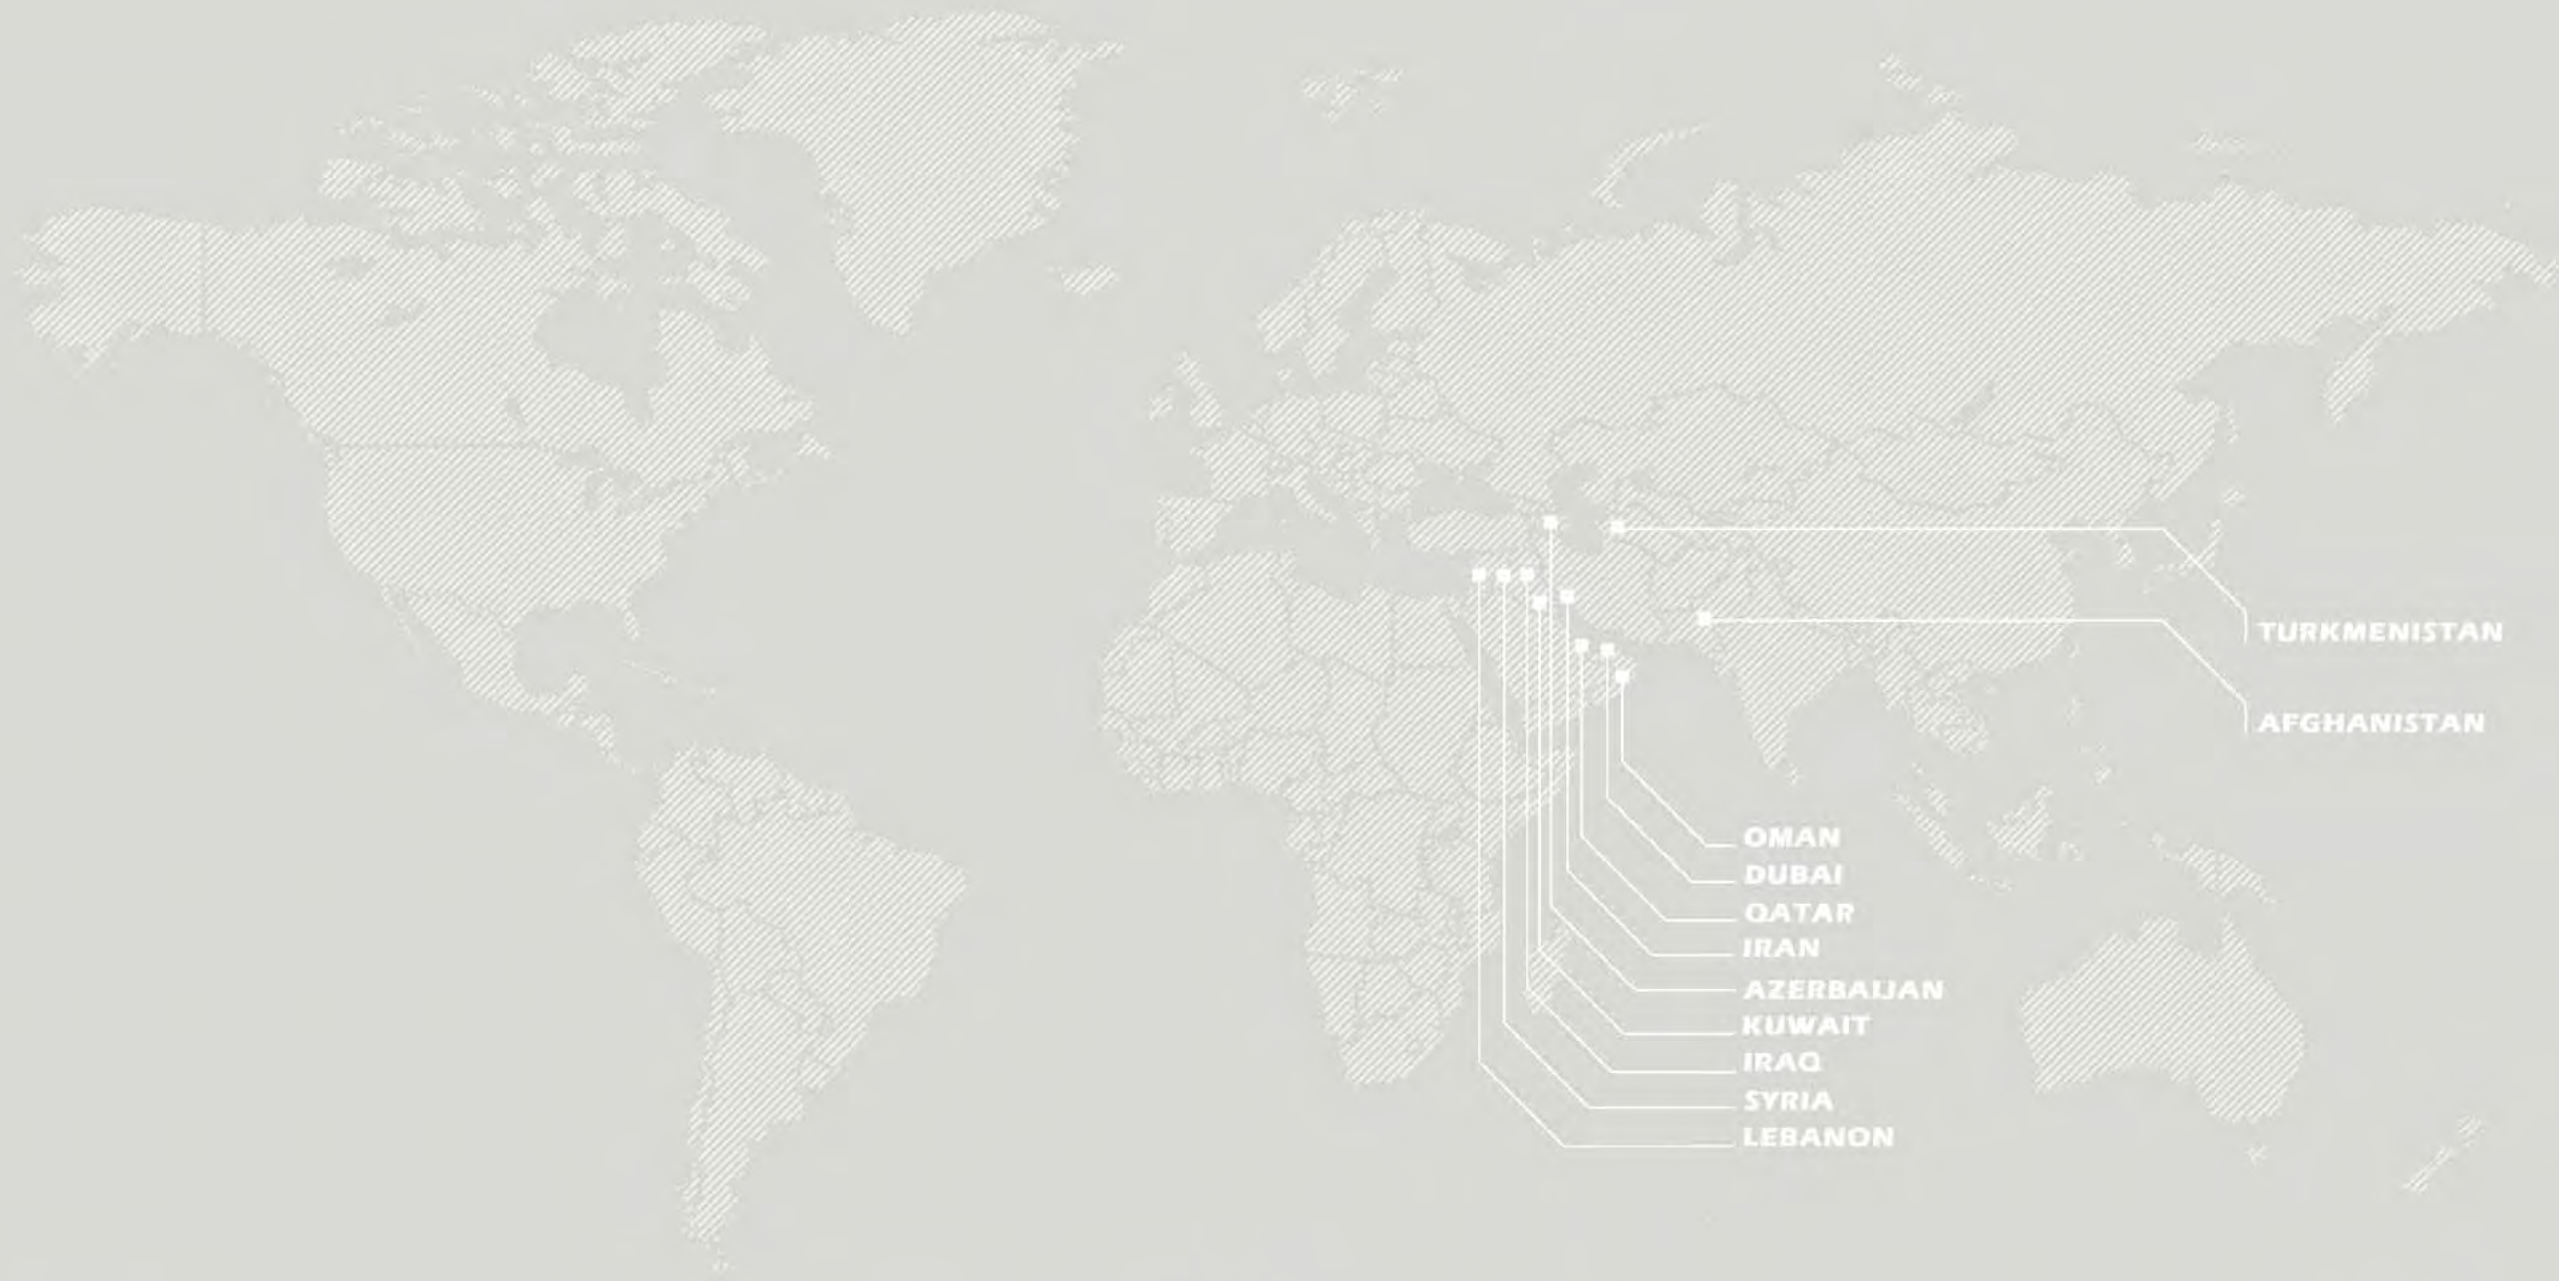 TURKMENISTAN
AFGHANISTAN
OMAN
DUBAI
QATAR
IRAN
AZERBAIJAN
KUWAIT
IRAQ
SYRIA
LEBANON